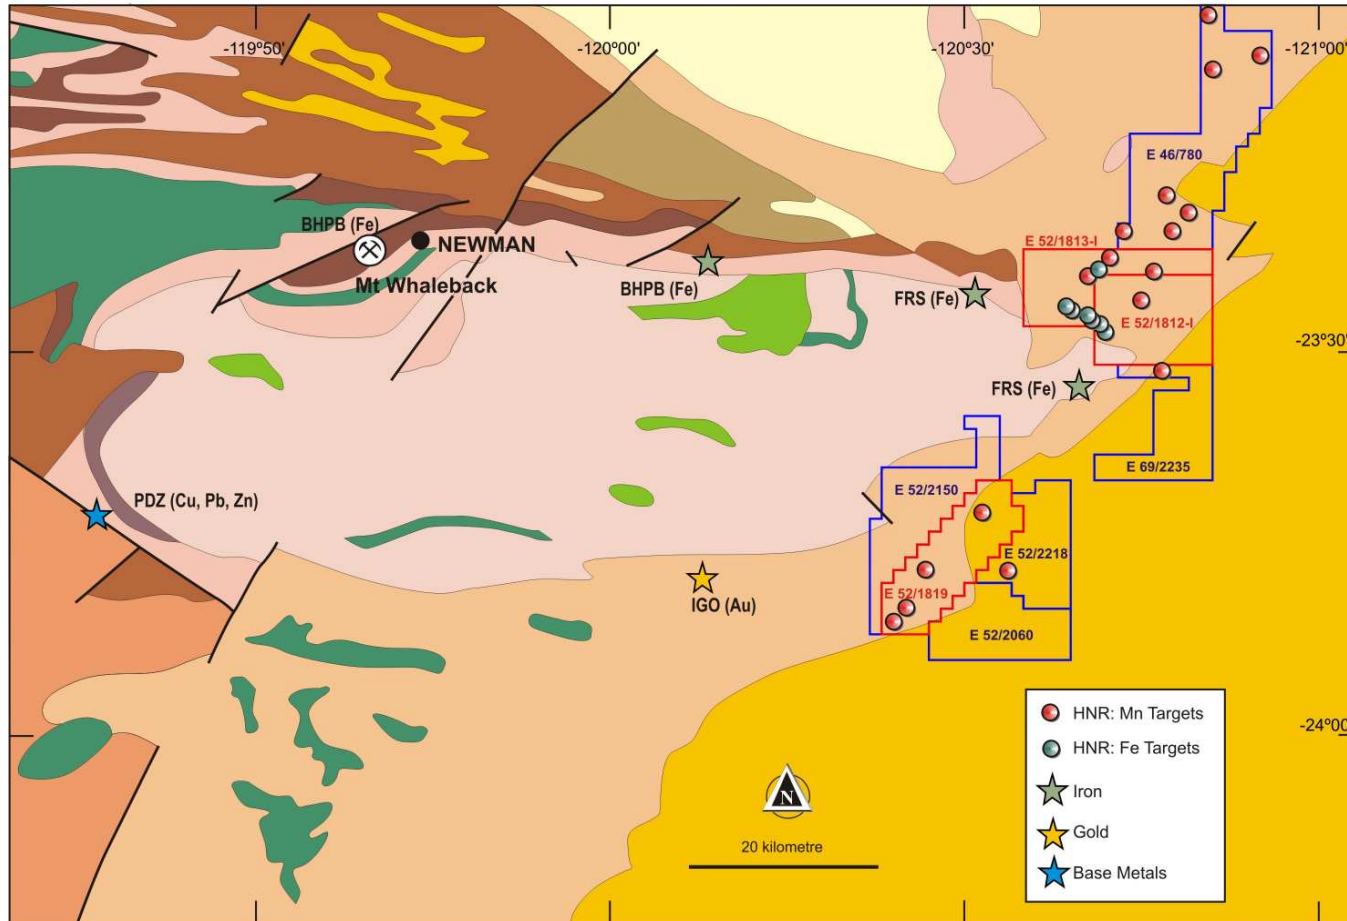 -119º50'
-120º00'
-120º30'
-121º00'
E 46/780
BHPB (Fe)
NEWMAN
Mt Whaleback
E 52/1813-I
BHPB (Fe)
FRS (Fe)
E 52/1812-I
-23º30'
FRS (Fe)
E 69/2235
PDZ (Cu, Pb, Zn)
E 52/2150
E 52/2218
IGO (Au)
E 52/1819
E 52/2060
HNR: Mn Targets
HNR: Fe Targets
Iron
Gold
Base Metals
-24º00'
N
20 kilometre